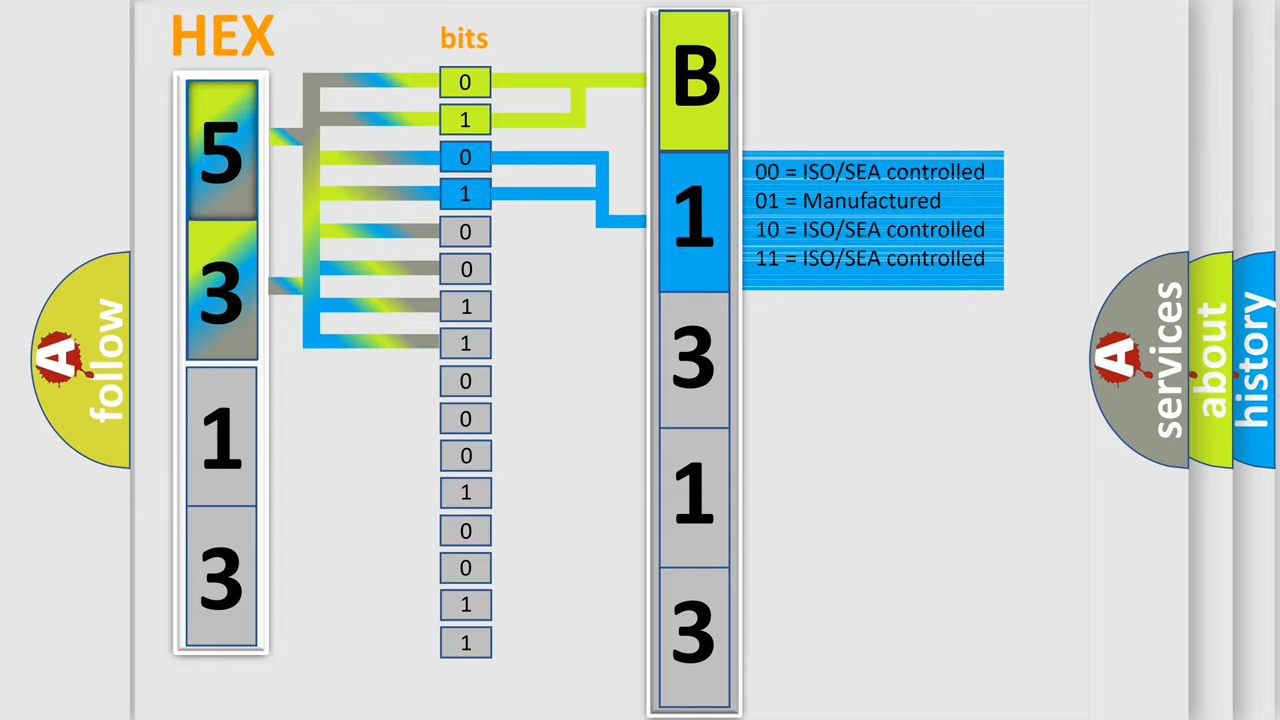 HEX
bits
5
3
1
3
0
1
0
1
0
0
1
1
0
0
0
1
0
0
1
1
B
1
3
1
3
00 = ISO/SEA controlled
01 = Manufactured
10 = ISO/SEA controlled
11 = ISO/SEA controlled
A
follow
A
services
about
history